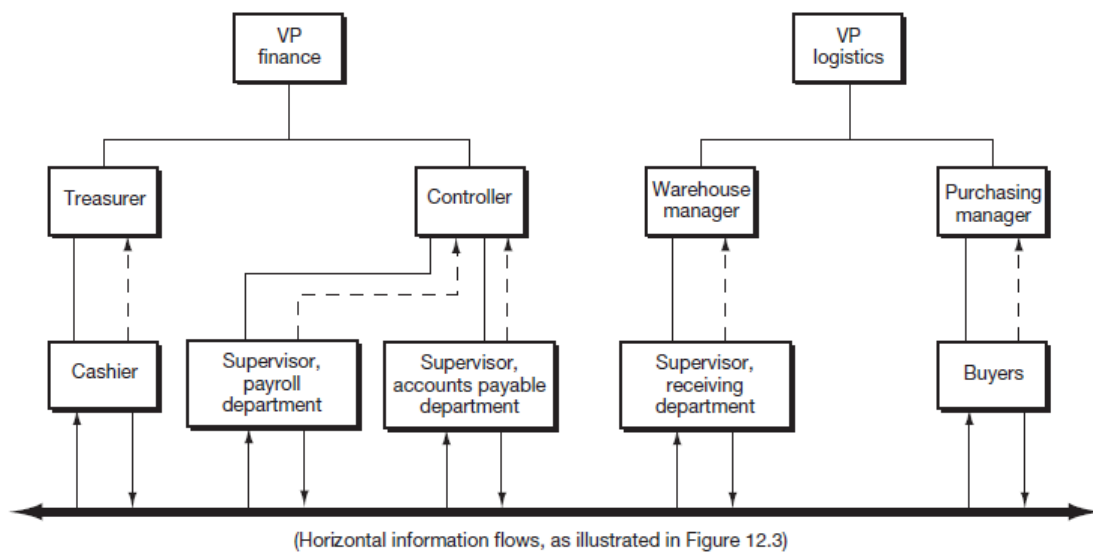 VP
finance
VP
logistics
Treasurer
Controller
Warehouse
manager
Purchasing
manager
Cashier
Supervisor,
payroll
department
Supervisor,
accounts payable
department
Supervisor,
receiving
department
Buyers
(Horizontal information flows, as illustrated in Figure 12.3)